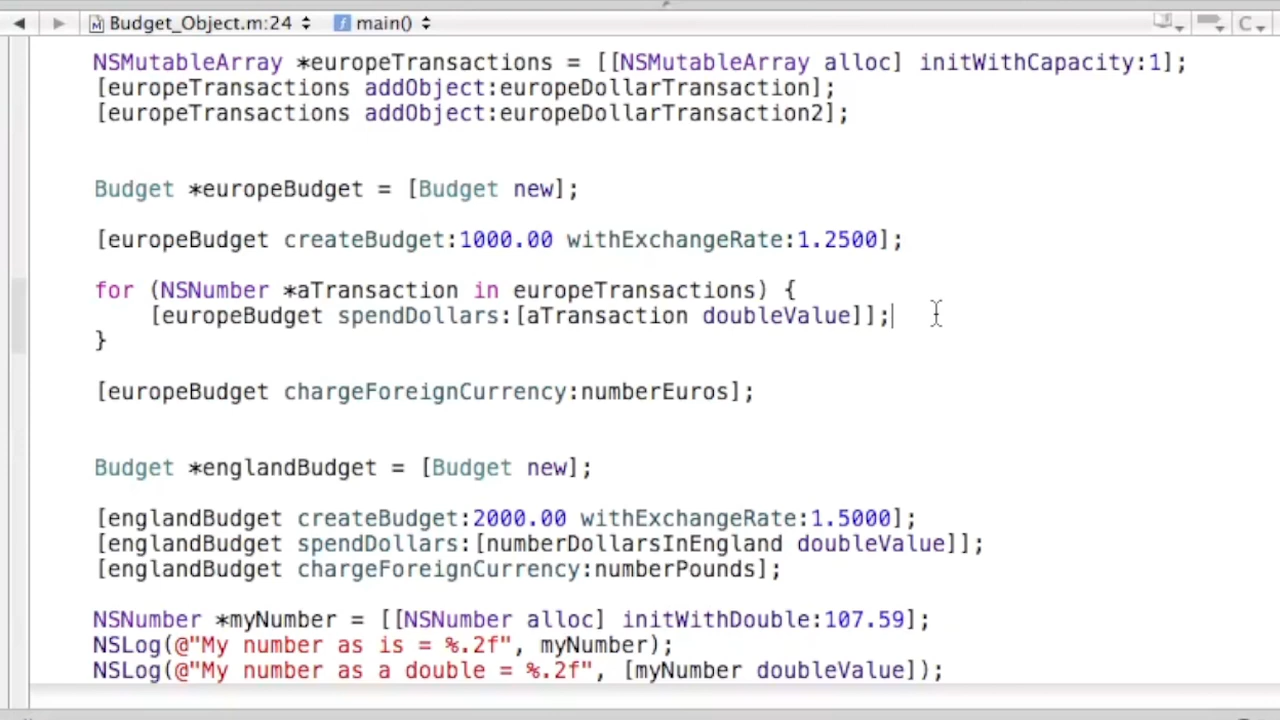 Budget_Object.m:24 main() C
NSMutableArray *europeTransactions = [[NSMutableArray alloc] initWithCapacity:1];
[europeTransactions addObject:europeDollarTransaction];
[europeTransactions addObject:europeDollarTransaction2];
Budget *europeBudget = [Budget new];
[europeBudget createBudget:1000.00 withExchangeRate:1.2500];
for (NSNumber *aTransaction in europeTransactions) {
[europeBudget spendDollars:[aTransaction doubleValue]];
}
[europeBudget chargeForeignCurrency:numberEuros];
Budget *englandBudget = [Budget new];
[englandBudget createBudget:2000.00 withExchangeRate:1.5000];
[englandBudget spendDollars:[numberDollarsInEngland doubleValue]];
[englandBudget chargeForeignCurrency:numberPounds];
NSNumber *myNumber = [[NSNumber alloc] initWithDouble:107.59];
NSLog(@"My number as is = %.2f", myNumber);
NSLog(@"My number as a double = %.2f", [myNumber doubleValue]);